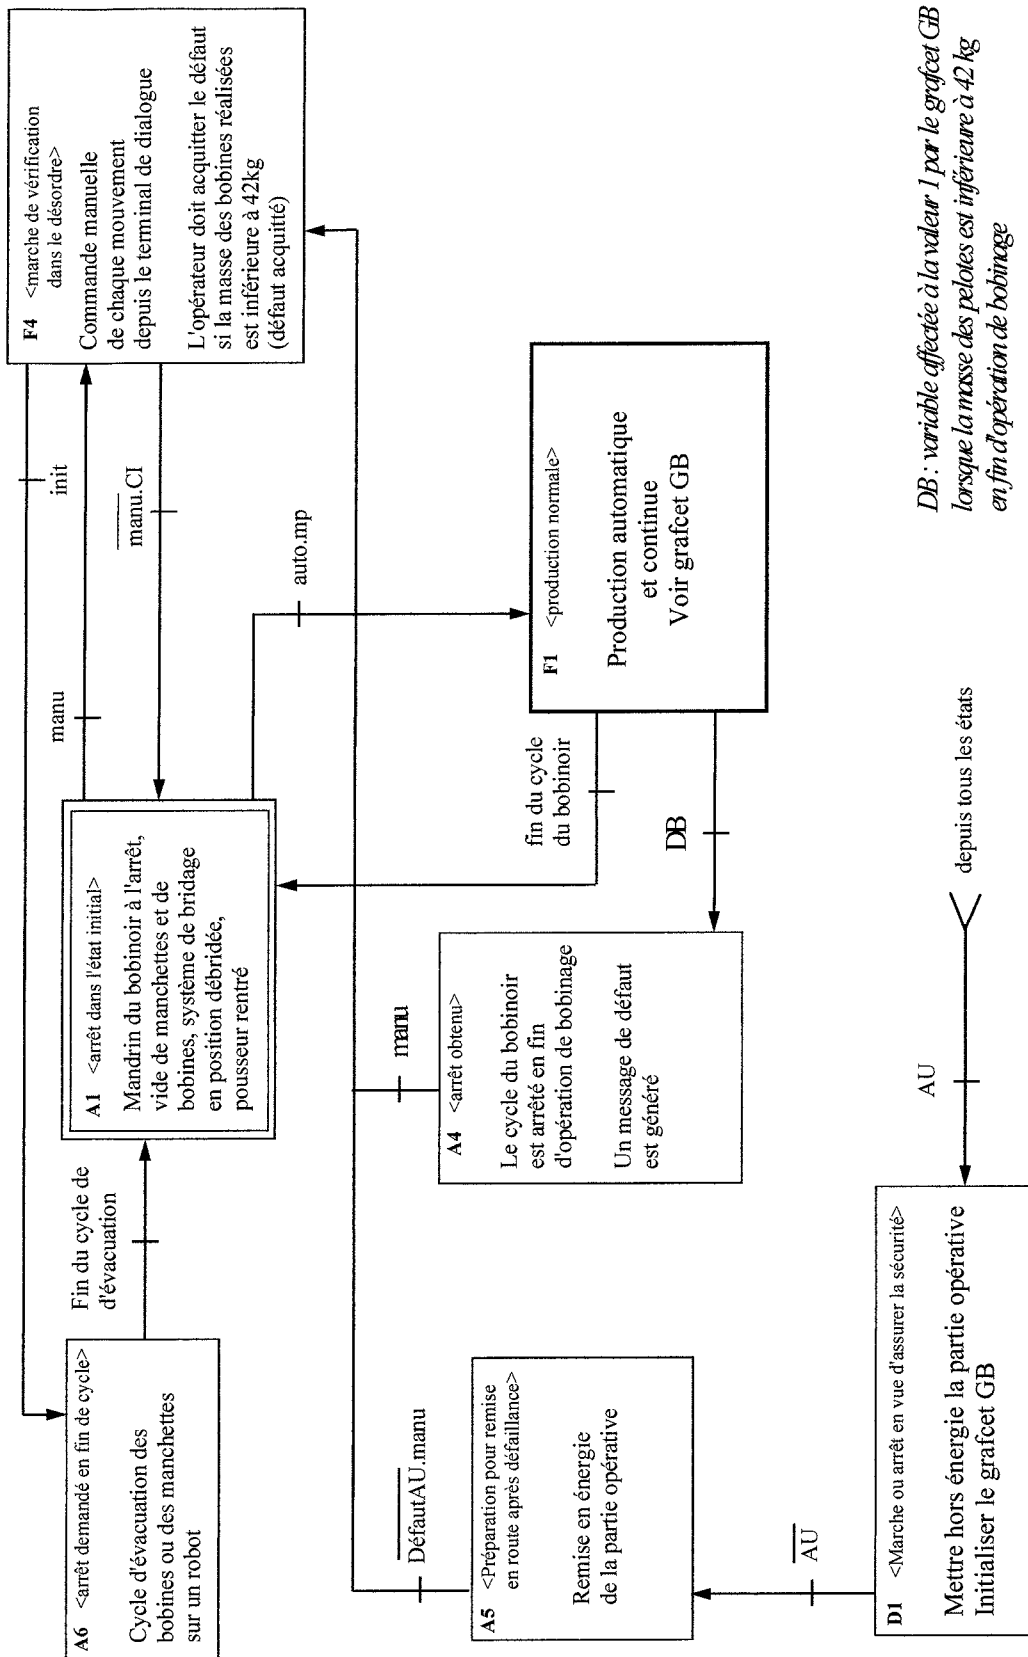 A6 <arrêt demandé en fin de cycle>
Cycle d'évacuation des
bobines ou des manchettes
sur un robot
Fin du cycle de
d'évacuation
A1 <arrêt dans l'état initial>
Mandrin du bobinoir à l'arrêt,
vide de manchettes et de
bobines, système de bridage
en position débridée,
pousseur rentré
manu
init
manu.CI
F4 <marche de vérification
dans le désordre>
Commande manuelle
de chaque mouvement
depuis le terminal de dialogue
L'opérateur doit acquitter le défaut
si la masse des bobines réalisées
est inférieure à 42kg
(défaut acquitté)
auto.mp
DéfautAU.manu
manu
A5 <Préparation pour remise
en route après défaillance>
Remise en énergie
de la partie opérative
A4 <arrêt obtenu>
Le cycle du bobinoir
est arrêté en fin
d'opération de bobinage
Un message de défaut
est généré
fin du cycle
du bobinoir
DB
F1 <production normale>
Production automatique
et continue
Voir grafcet GB
AU
D1 <Marche ou arrêt en vue d'assurer la sécurité>
Mettre hors énergie la partie opérative
Initialiser le grafcet GB
AU
depuis tous les états
DB : variable affectée à la valeur 1 par le grafcet GB
lorsque la masse des pelotes est inférieure à 42 kg
en fin d'opération de bobinage